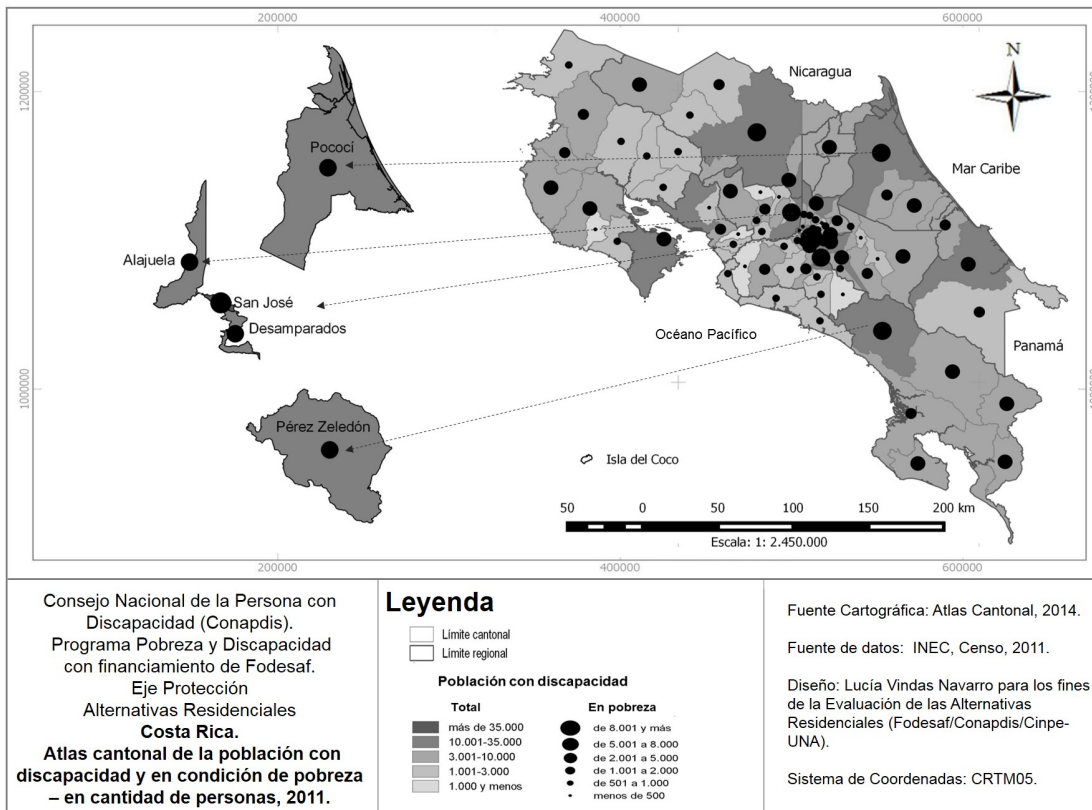 200000
400000
600000
1200000
1000000
Nicaragua
N
Mar Caribe
Pococí
Alajuela
San José
Desamparados
Océano Pacífico
Panamá
Pérez Zeledón
Isla del Coco
50 0 50 100 150 200 km
Escala: 1: 2.450.000
200000
400000
600000
Consejo Nacional de la Persona con
Discapacidad (Conapdis).
Programa Pobreza y Discapacidad
con financiamiento de Fodesaf.
Eje Protección
Alternativas Residenciales
Costa Rica.
Atlas cantonal de la población con
discapacidad y en condición de pobreza
– en cantidad de personas, 2011.
Leyenda
Límite cantonal
Límite regional
Población con discapacidad
Total
más de 35.000
10.001-35.000
3.001-10.000
1.001-3.000
1.000 y menos
En pobreza
de 8.001 y más
de 5.001 a 8.000
de 2.001 a 5.000
de 1.001 a 2.000
de 501 a 1.000
menos de 500
Fuente Cartográfica: Atlas Cantonal, 2014.
Fuente de datos: INEC, Censo, 2011.
Diseño: Lucía Vindas Navarro para los fines
de la Evaluación de las Alternativas
Residenciales (Fodesaf/Conapdis/Cinpe-
UNA).
Sistema de Coordenadas: CRTM05.